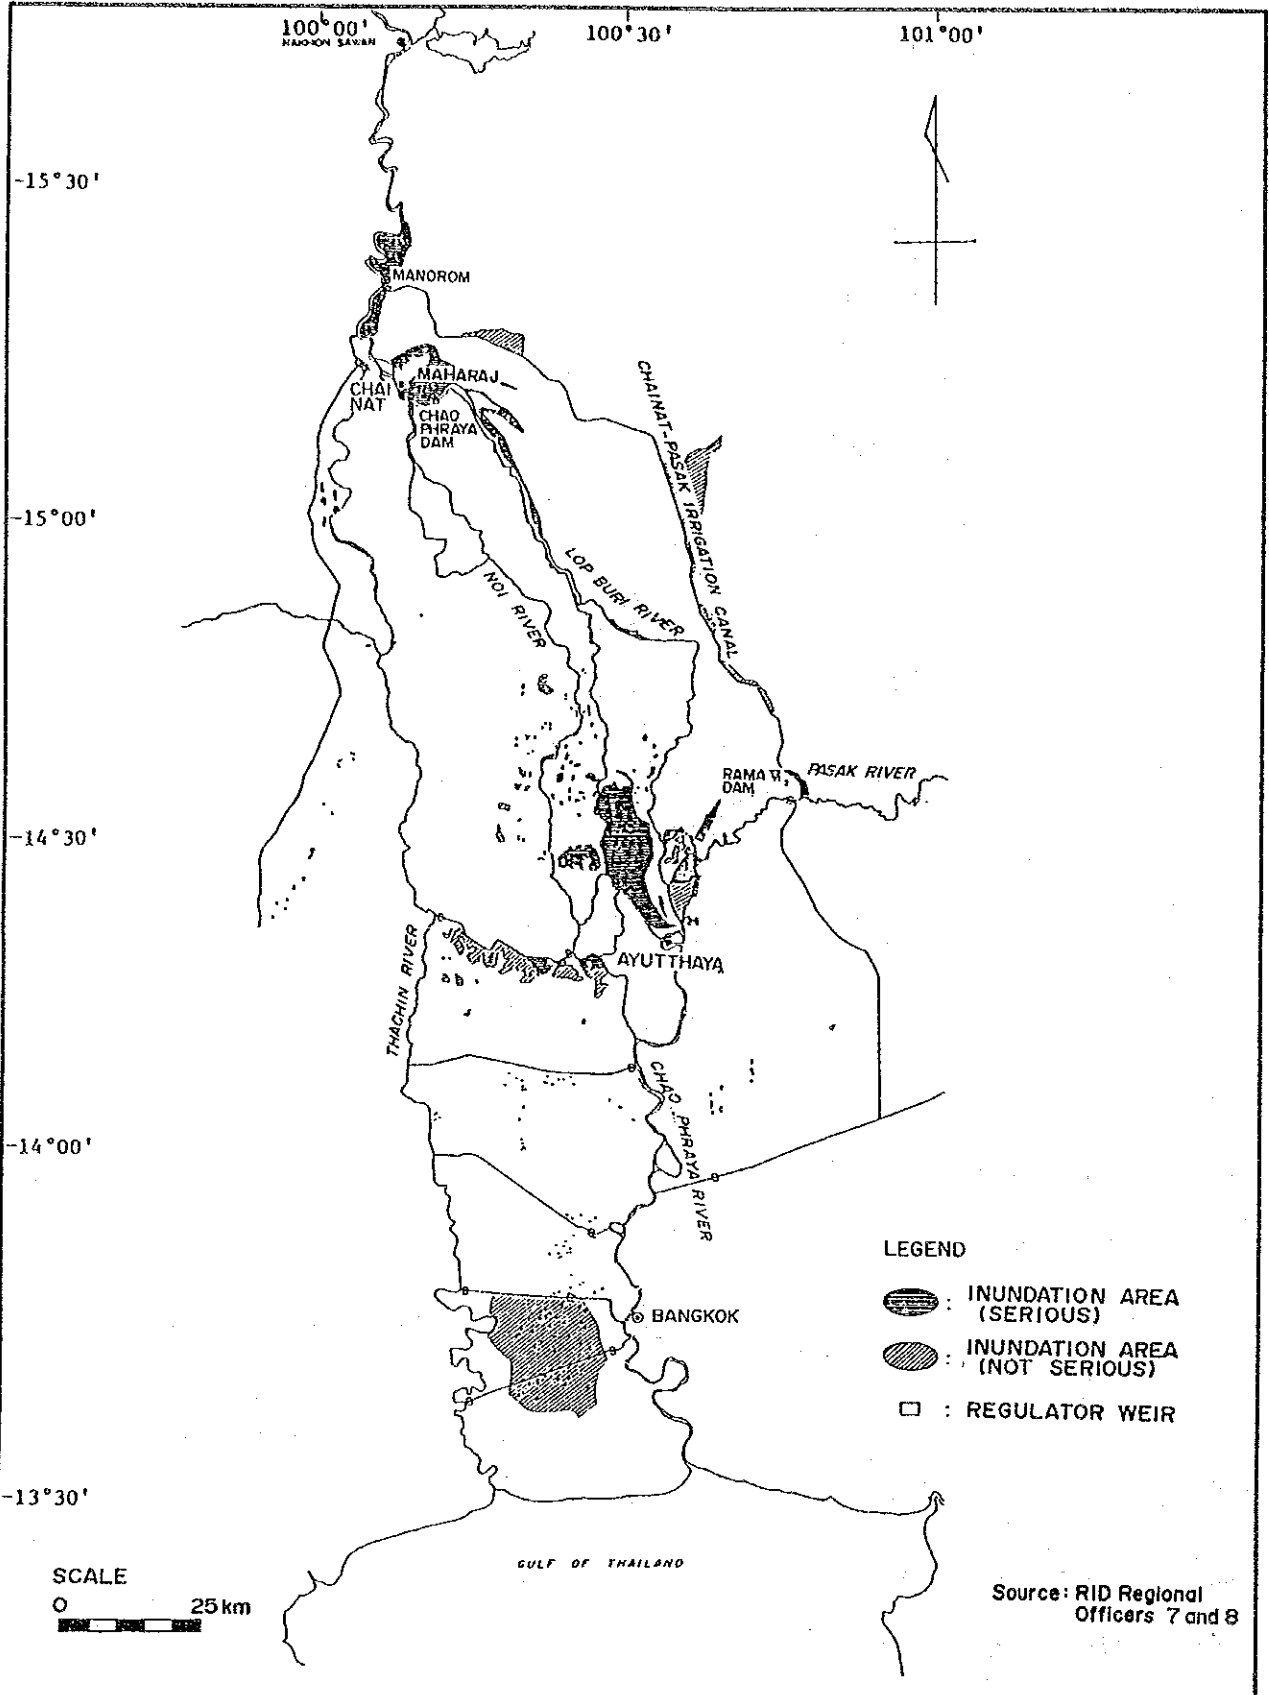 100°00'
100°30'
101°00'
NAKHON SAWAN
-15°30'
MANOROM
MAHARAJ
CHAI
NAT
CHAO
PHRAYA
DAM
CHAINAT-PASAK IRRIGATION CANAL
-15°00'
LOP BURI RIVER
NOI RIVER
RAMA VI
DAM
PASAK RIVER
-14°30'
THACHIN RIVER
AYUTTHAYA
CHAO PHRAYA RIVER
-14°00'
LEGEND
: INUNDATION AREA
(SERIOUS)
: INUNDATION AREA
(NOT SERIOUS)
: REGULATOR WEIR
BANGKOK
-13°30'
GULF OF THAILAND
SCALE
0 25km
Source: RID Regional
Officers 7 and 8